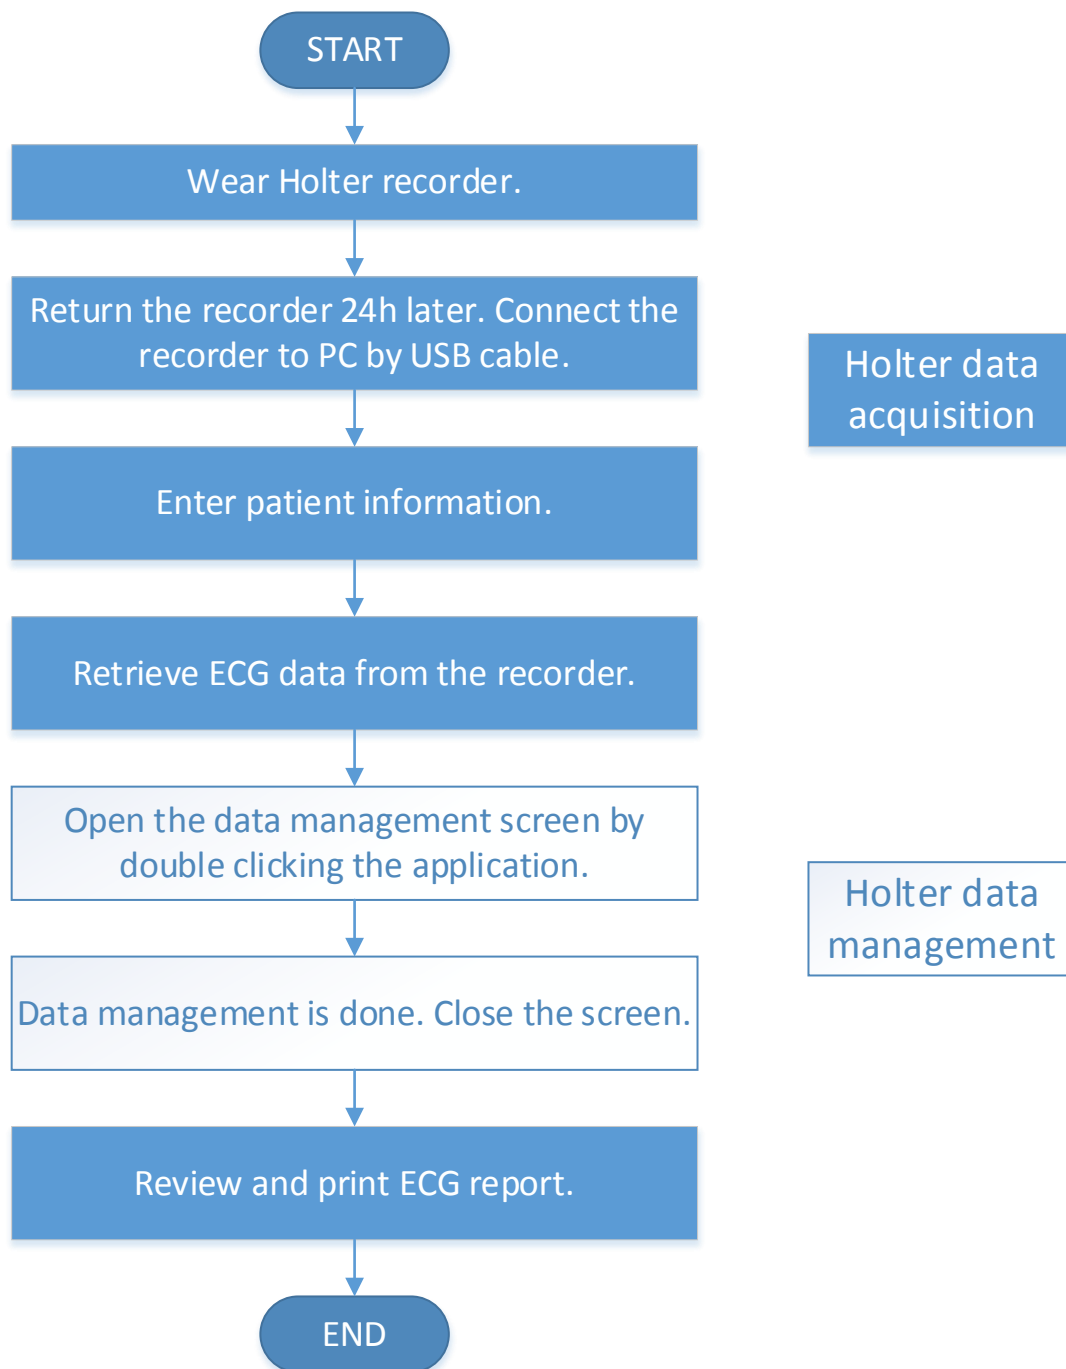 START
Wear Holter recorder.
Return the recorder 24h later. Connect the
recorder to PC by USB cable.
Holter data
acquisition
Enter patient information.
Retrieve ECG data from the recorder.
Open the data management screen by
double clicking the application.
Holter data
management
Data management is done. Close the screen.
Review and print ECG report.
END